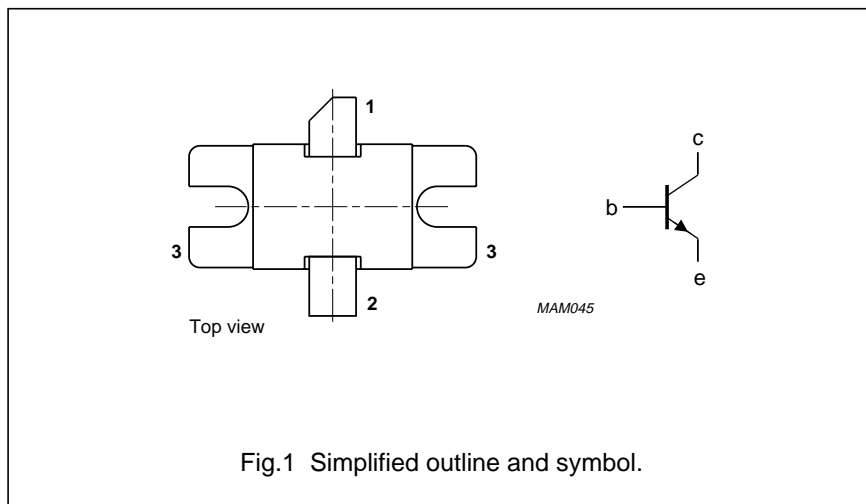 1
c
b
3
3
e
2
MAM045
Top view
Fig.1 Simplified outline and symbol.